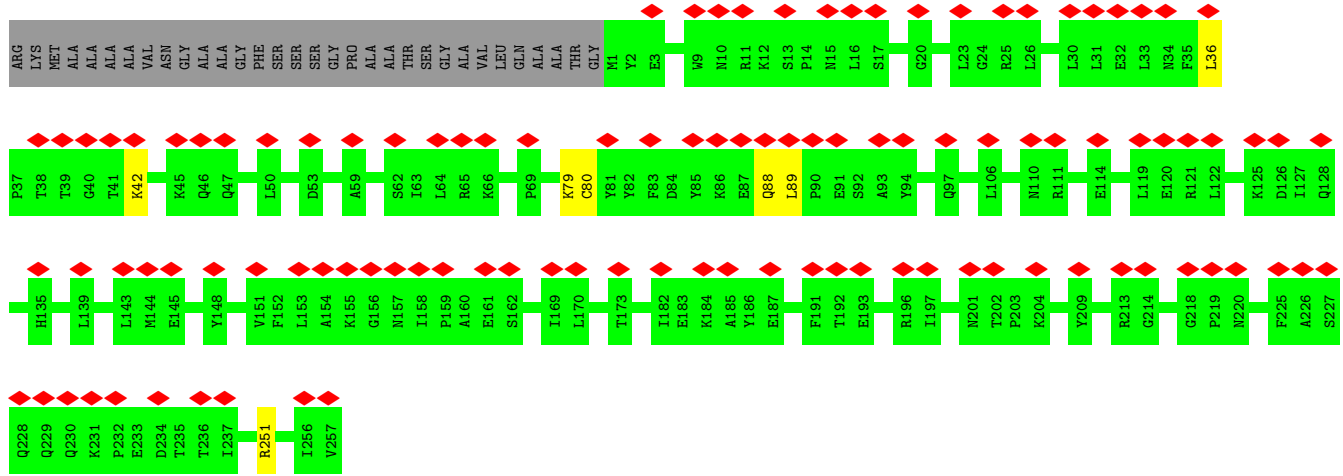 ARG LYS MET ALA ALA ALA ALA VAL ASN GLY ALA ALA GLY PHE SER SER SER GLY PRO ALA ALA THR SER GLY ALA VAL LEU GLN ALA ALA THR GLY M1 Y2 E3 W9 N10 R11 K12 S13 P14 N15 L16 S17 G20 L23 G24 R25 L26 L30 L31 E32 L33 N34 F35 L36
P37 T38 T39 G40 T41 K42 K45 Q46 Q47 L50 D53 A59 S62 I63 L64 R65 K66 P69 K79 C80 Y81 Y82 F83 D84 Y85 K86 E87 Q88 L89 P90 E91 S92 A93 Y94 Q97 L106 N110 R111 E114 L119 E120 R121 L122 K125 D126 I127 Q128
H135 L139 L143 M144 E145 Y148 V151 F152 L153 A154 K155 G156 N157 I158 P159 A160 E161 S162 I169 L170 T173 I182 E183 K184 A185 Y186 E187 F191 T192 E193 R196 I197 N201 T202 P203 K204 Y209 R213 G214 G218 P219 N220 F225 A226 S227
Q228 Q229 Q230 K231 P232 E233 D234 T235 T236 I237 R251 I256 V257